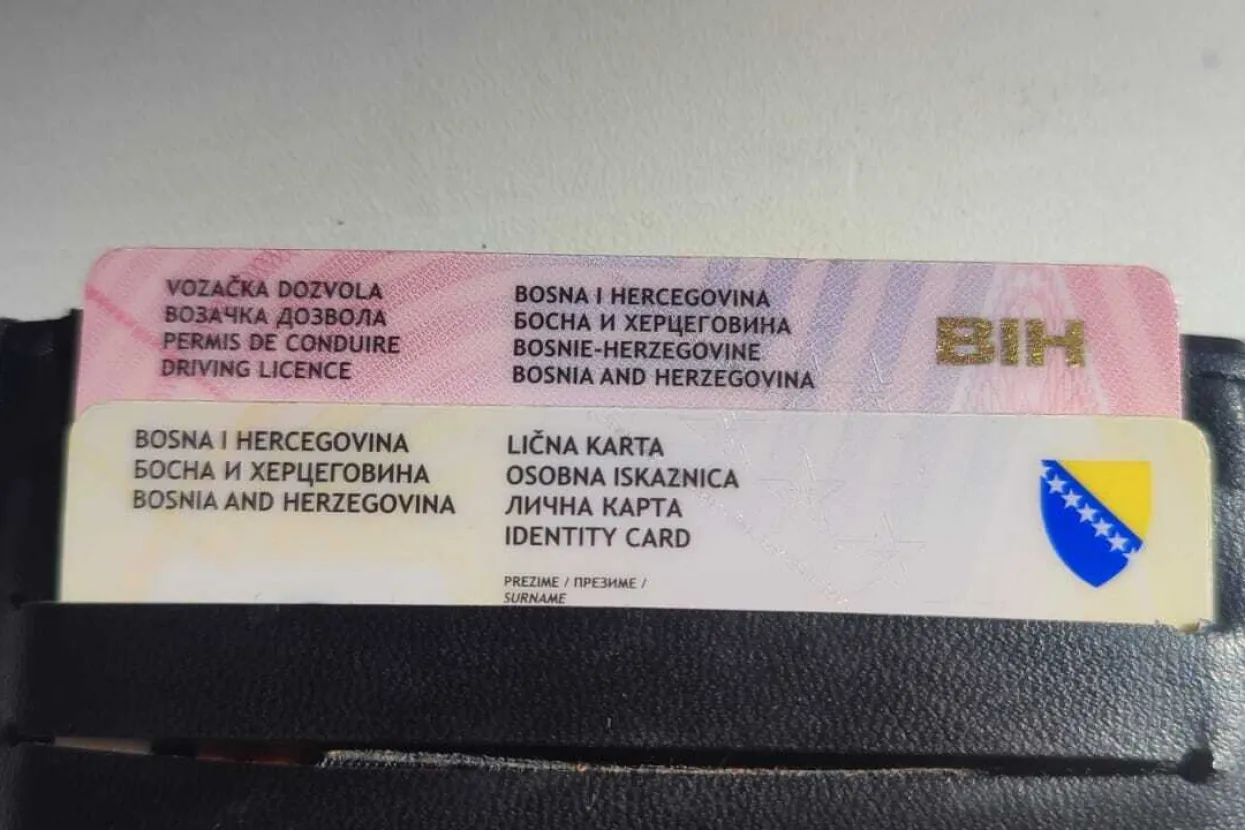 VOZAČKA DOZVOLA
ВОЗАЧКА ДОЗВОЛА
PERMIS DE CONDUIRE
DRIVING LICENCE
BOSNA I HERCEGOVINA
БОСНА И ХЕРЦЕГОВИНА
BOSNIE-HERZEGOVINE
BOSNIA AND HERZEGOVINA
BIH
BOSNA I HERCEGOVINA
БОСНА И ХЕРЦЕГОВИНА
BOSNIA AND HERZEGOVINA
LIČNA KARTA
OSOBNA ISKAZNICA
ЛИЧНА КАРТА
IDENTITY CARD
PREZIME / ПРЕЗИМЕ /
SURNAME